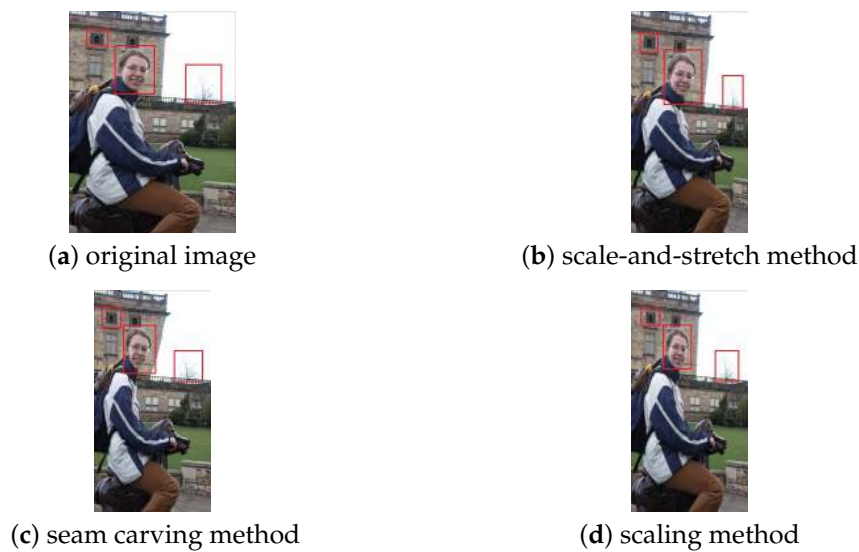 (a) original image
(b) scale-and-stretch method
(c) seam carving method
(d) scaling method